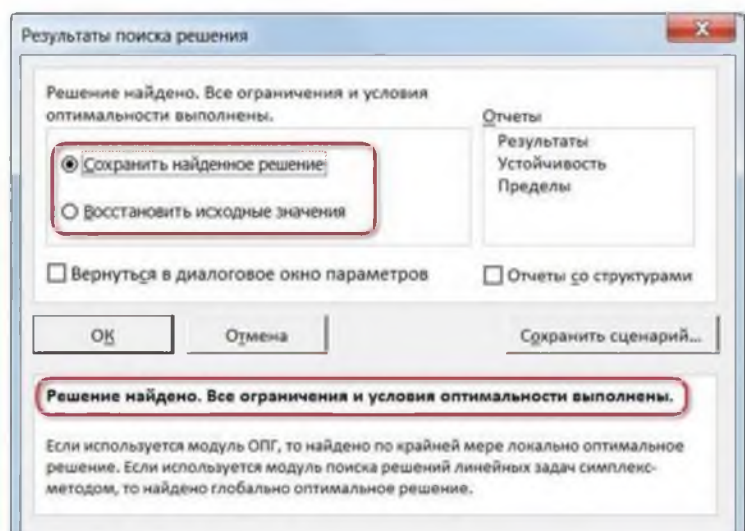 Результаты поиска решения
Решение найдено. Все ограничения и условия
оптимальности выполнены.
Отчеты
Результаты
Устойчивость
Пределы
Сохранить найденное решение
Восстановить исходные значения
Вернуться в диалоговое окно параметров
Отчеты со структурами
ОК
Отмена
Сохранить сценарий...
Решение найдено. Все ограничения и условия оптимальности выполнены.
Если используется модуль ОПГ, то найдено по крайней мере локально оптимальное
решение. Если используется модуль поиска решений линейных задач симплекс-
методом, то найдено глобально оптимальное решение.